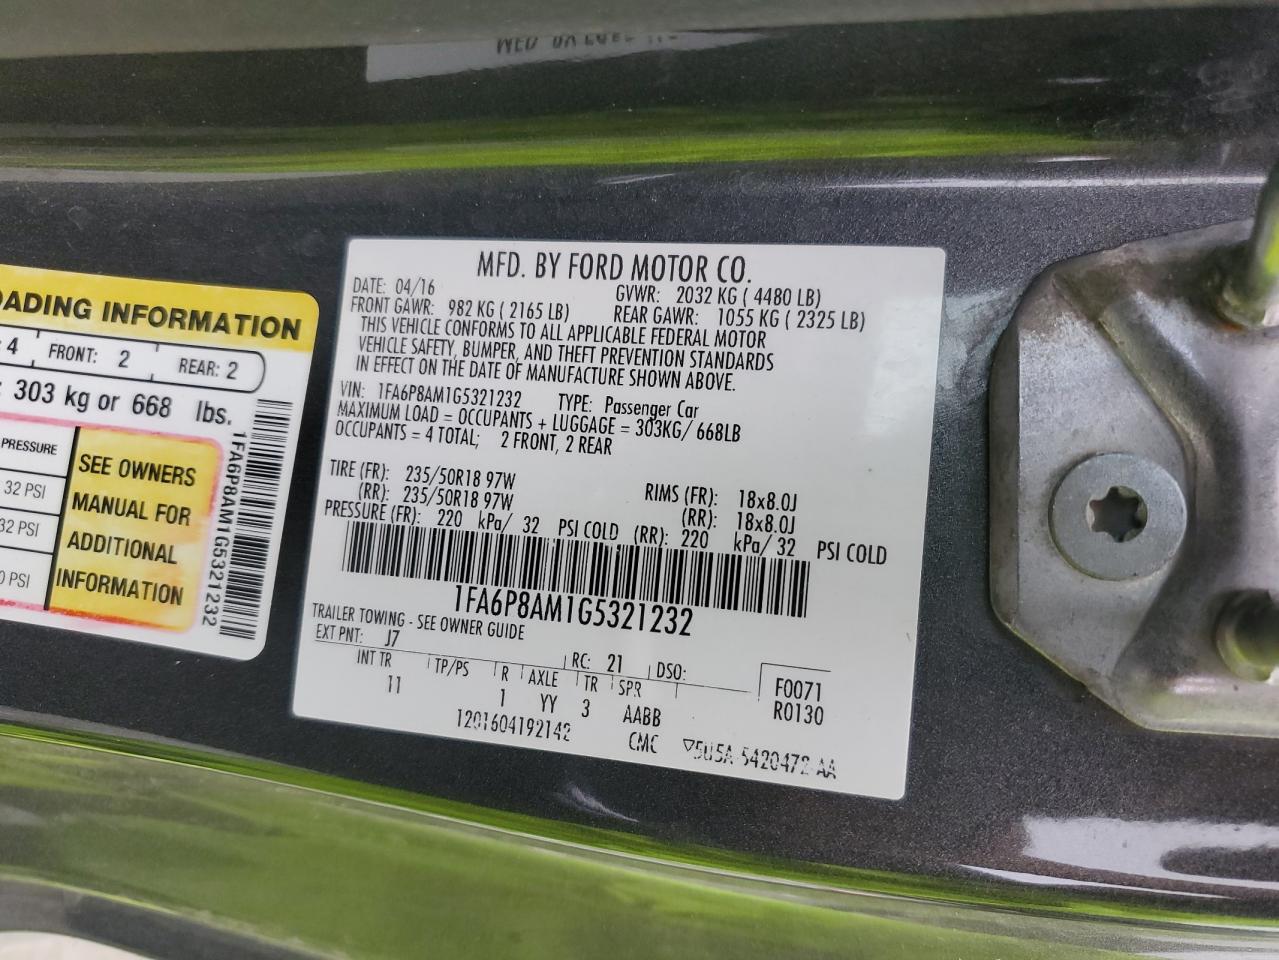 OADING INFORMATION
4 FRONT: 2 REAR: 2
303 kg or 668 lbs.
PRESSURE
32 PSI
32 PSI
0 PSI
SEE OWNERS
MANUAL FOR
ADDITIONAL
INFORMATION
1FA6P8AM1G5321232
MFD. BY FORD MOTOR CO.
DATE: 04/16 GVWR: 2032 KG ( 4480 LB)
FRONT GAWR: 982 KG ( 2165 LB) REAR GAWR: 1055 KG ( 2325 LB)
THIS VEHICLE CONFORMS TO ALL APPLICABLE FEDERAL MOTOR
VEHICLE SAFETY, BUMPER, AND THEFT PREVENTION STANDARDS
IN EFFECT ON THE DATE OF MANUFACTURE SHOWN ABOVE.
VIN: 1FA6P8AM1G5321232 TYPE: Passenger Car
MAXIMUM LOAD = OCCUPANTS + LUGGAGE = 303KG/ 668LB
OCCUPANTS = 4 TOTAL; 2 FRONT, 2 REAR
TIRE (FR): 235/50R18 97W RIMS (FR): 18x8.0J
(RR): 235/50R18 97W (RR): 18x8.0J
PRESSURE (FR): 220 kPa/ 32 PSI COLD (RR): 220 kPa/ 32 PSI COLD
1FA6P8AM1G5321232
TRAILER TOWING - SEE OWNER GUIDE
EXT PNT: J7 RC: 21 DSO:
INT TR TP/PS R AXLE TR SPR F0071
11 1 YY 3 AABB R0130
1201604192142 CMC 5U5A-5420472-AA